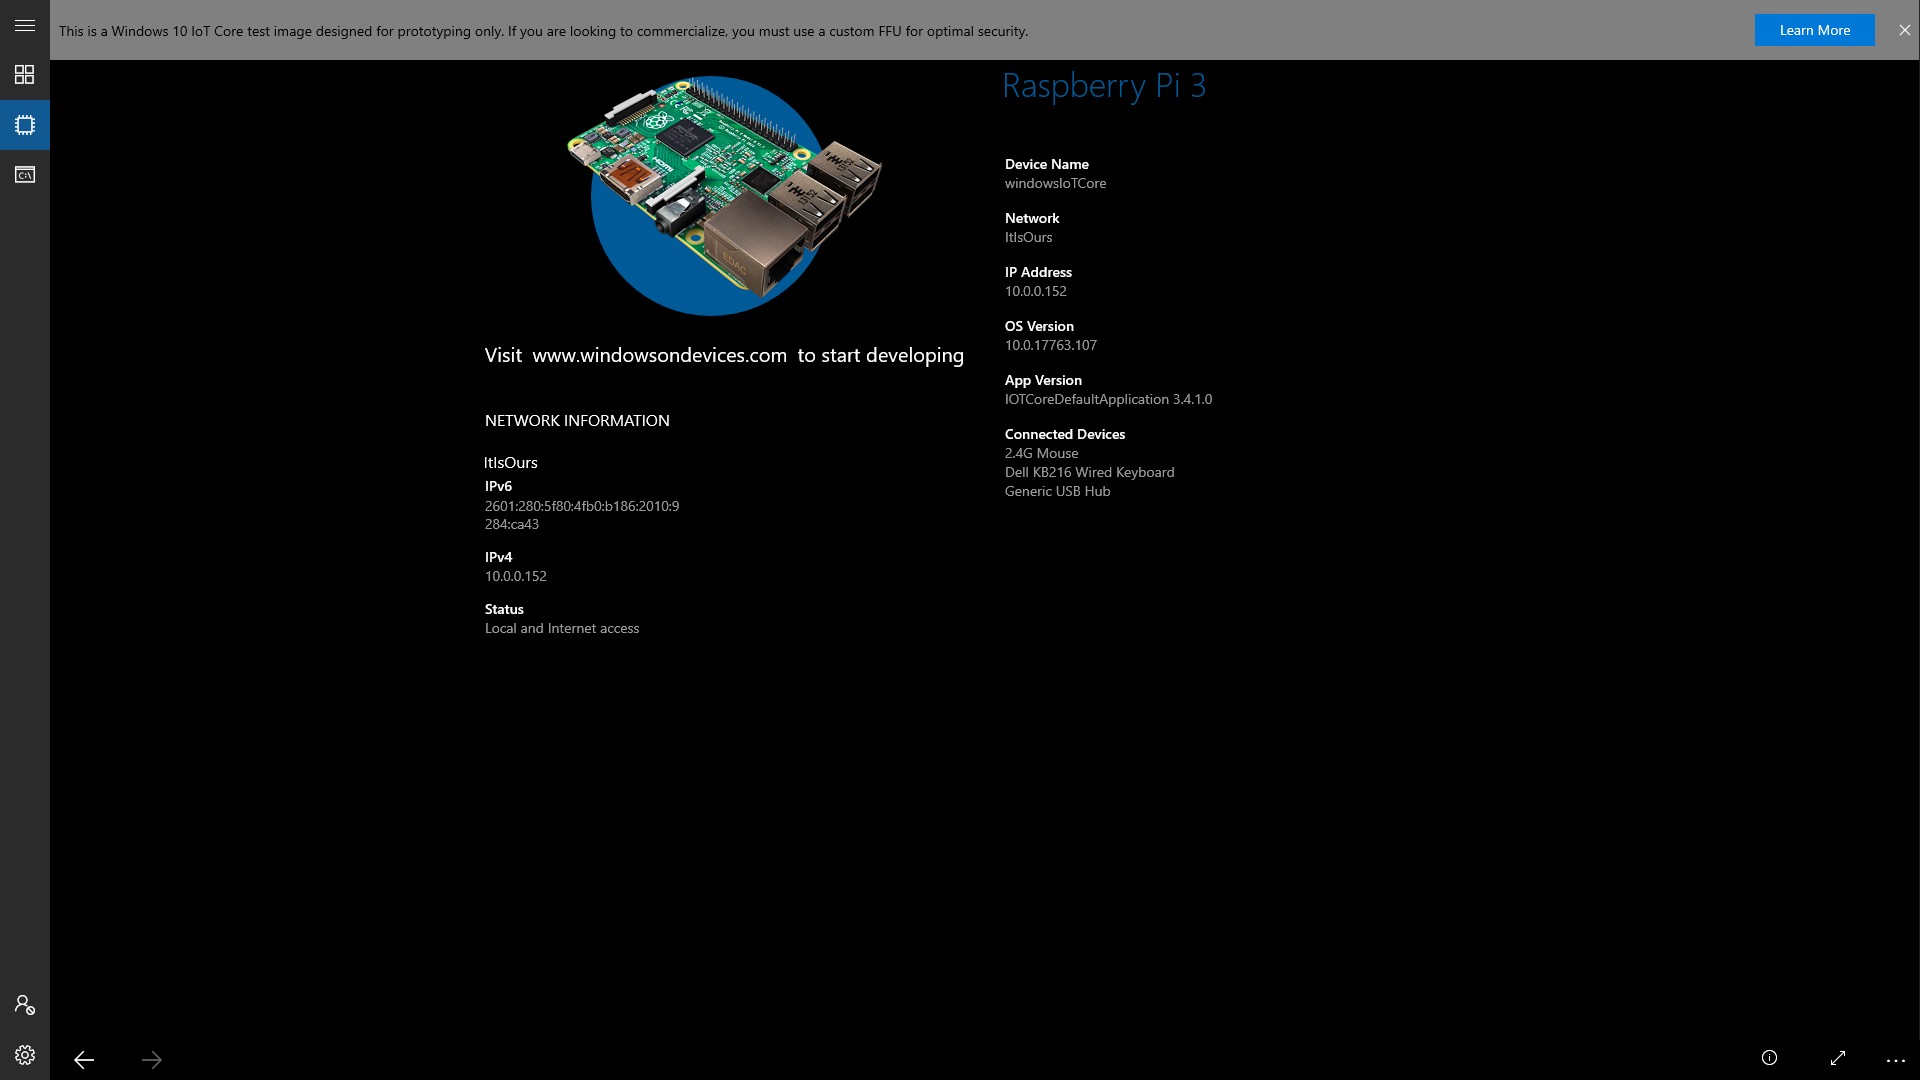 This is a Windows 10 IoT Core test image designed for prototyping only. If you are looking to commercialize, you must use a custom FFU for optimal security.
Learn More
C:\
HDMI
EDAC
Visit www.windowsondevices.com to start developing
NETWORK INFORMATION
ItIsOurs
IPv6
2601:280:5f80:4fb0:b186:2010:9
284:ca43
IPv4
10.0.0.152
Status
Local and Internet access
Raspberry Pi 3
Device Name
windowsIoTCore
Network
ItIsOurs
IP Address
10.0.0.152
OS Version
10.0.17763.107
App Version
IOTCoreDefaultApplication 3.4.1.0
Connected Devices
2.4G Mouse
Dell KB216 Wired Keyboard
Generic USB Hub